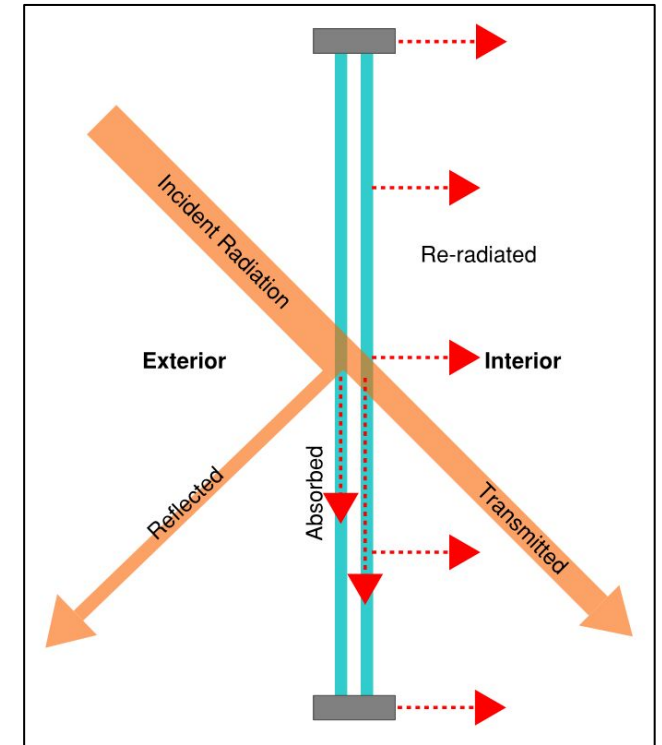 Incident Radiation
Re-radiated
Exterior
Interior
Reflected
Absorbed
Transmitted